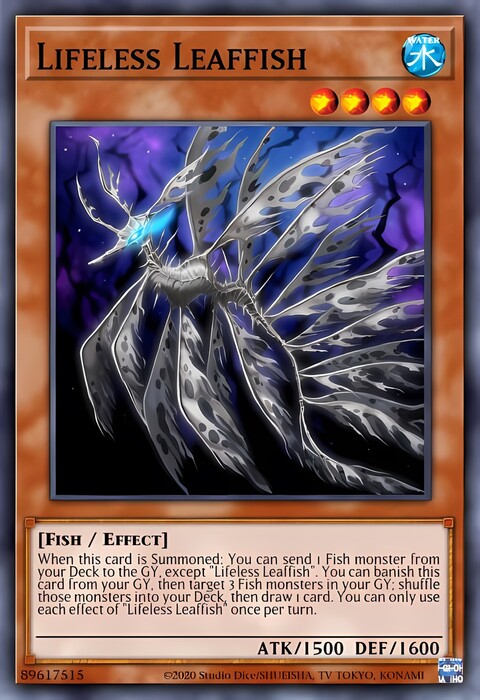 LIFELESS LEAFFISH
WATER
水
[FISH / EFFECT]
When this card is Summoned: You can send 1 Fish monster from
your Deck to the GY, except "Lifeless Leaffish". You can banish this
card from your GY, then target 3 Fish monsters in your GY; shuffle
those monsters into your Deck, then draw 1 card. You can only use
each effect of "Lifeless Leaffish" once per turn.
ATK/1500 DEF/1600
89617515 ©2020 Studio Dice/SHUEISHA, TV TOKYO, KONAMI